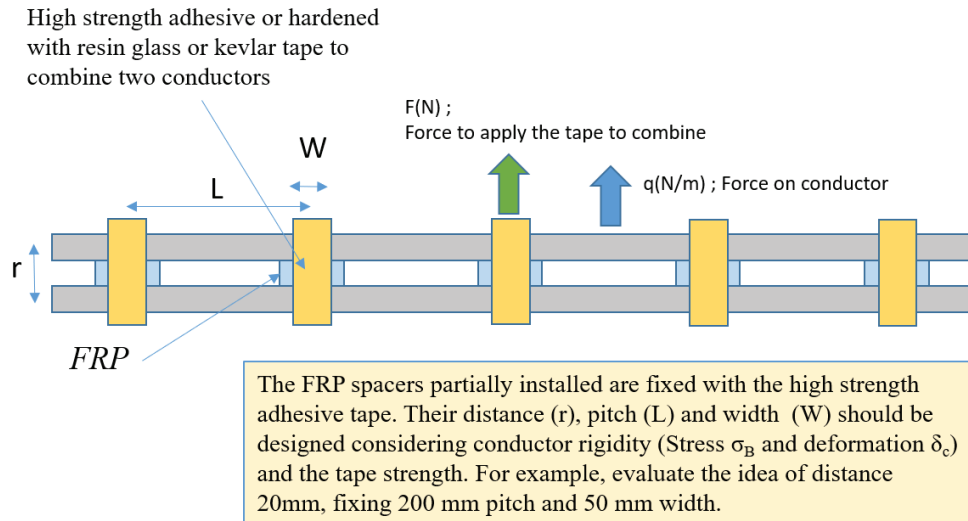 High strength adhesive or hardened
with resin glass or kevlar tape to
combine two conductors
F(N) ;
Force to apply the tape to combine
W
L
q(N/m) ; Force on conductor
r
FRP
The FRP spacers partially installed are fixed with the high strength
adhesive tape. Their distance (r), pitch (L) and width (W) should be
designed considering conductor rigidity (Stress σB and deformation δc)
and the tape strength. For example, evaluate the idea of distance
20mm, fixing 200 mm pitch and 50 mm width.